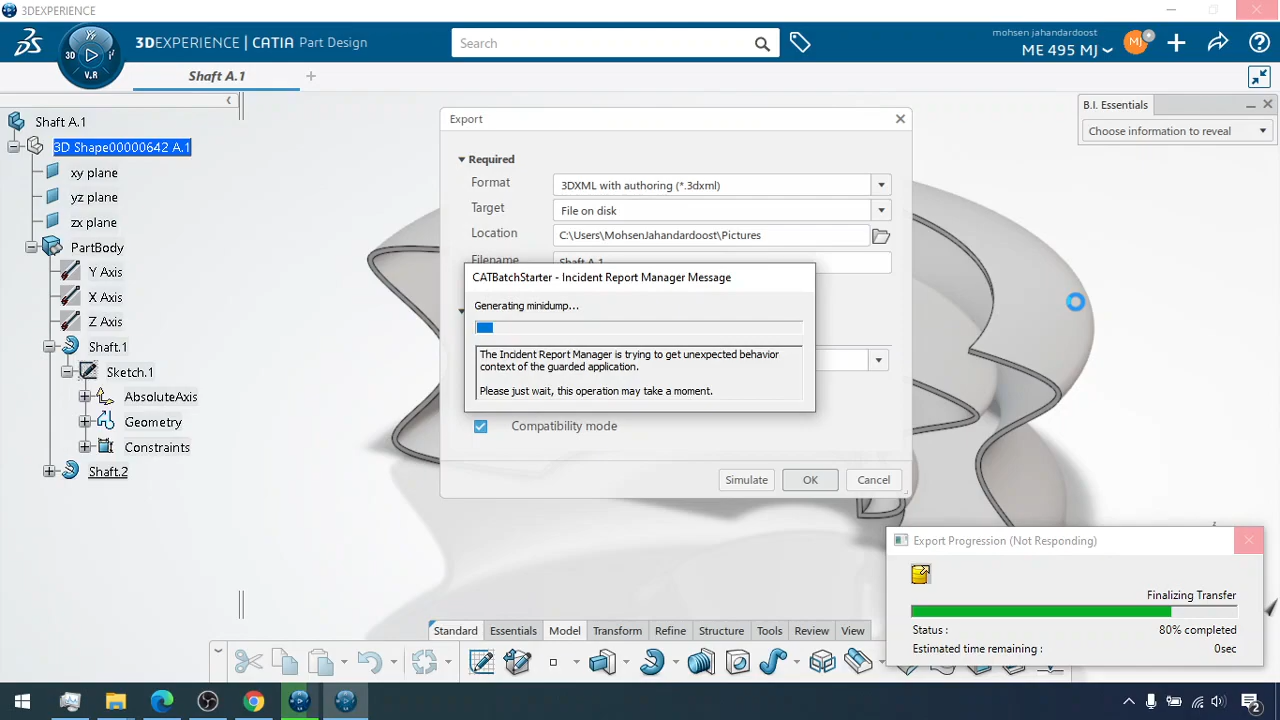 3DEXPERIENCE
3DEXPERIENCE | CATIA Part Design
Search
mohsen jahandardoost
ME 495 MJ
MJ
3D
V.R
Shaft A.1
B.I. Essentials
Choose information to reveal
Shaft A.1
3D Shape00000642 A.1
xy plane
yz plane
zx plane
PartBody
Y Axis
X Axis
Z Axis
Shaft.1
Sketch.1
AbsoluteAxis
Geometry
Constraints
Shaft.2
Export
Required
Format
3DXML with authoring (*.3dxml)
Target
File on disk
Location
C:\Users\MohsenJahandardoost\Pictures
Filename
Shaft A.1
CATBatchStarter - Incident Report Manager Message
Generating minidump...
The Incident Report Manager is trying to get unexpected behavior
context of the guarded application.
Please just wait, this operation may take a moment.
Compatibility mode
Simulate
OK
Cancel
Export Progression (Not Responding)
Finalizing Transfer
Status :
80% completed
Estimated time remaining :
0sec
Standard
Essentials
Model
Transform
Refine
Structure
Tools
Review
View
2